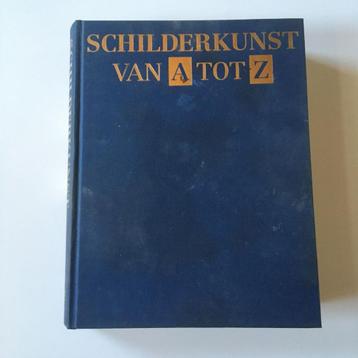 SCHILDERKUNST
VAN A TOT Z